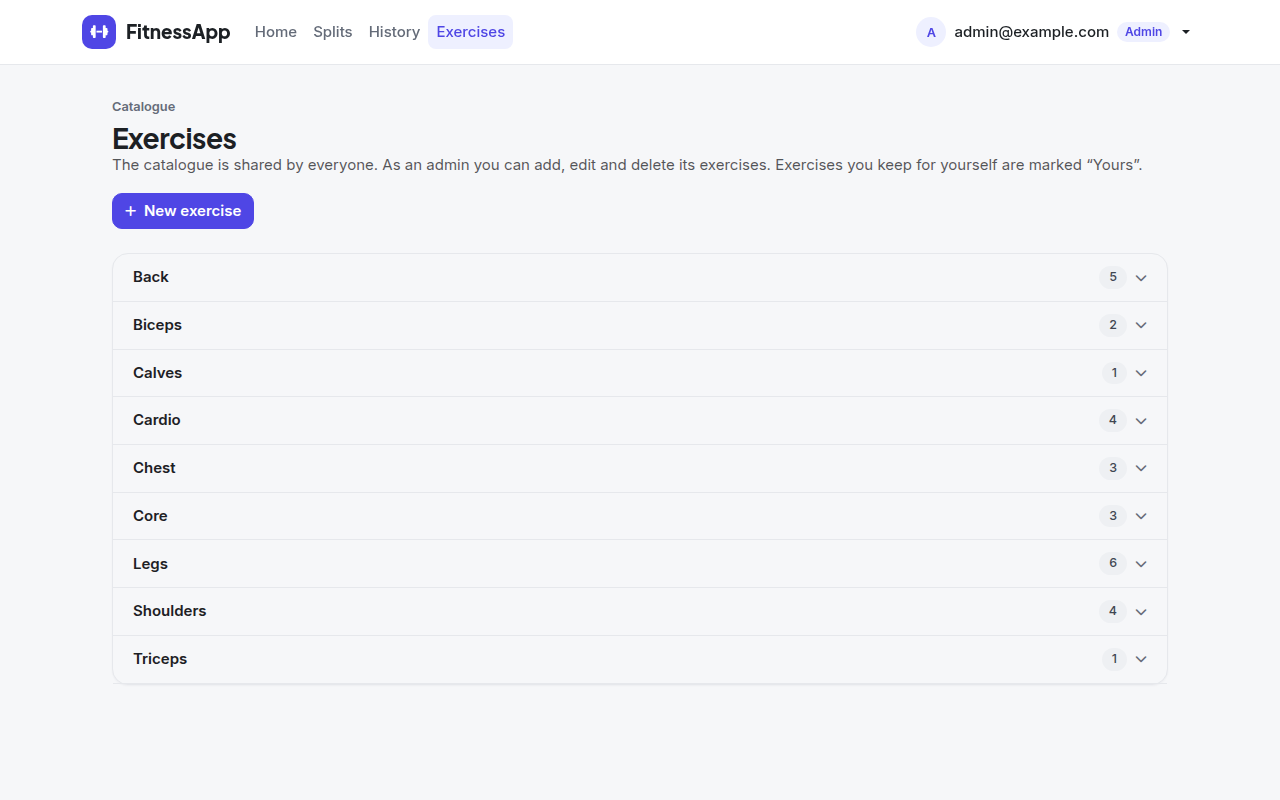 FitnessApp Home Splits History Exercises A admin@example.com Admin
Catalogue
Exercises
The catalogue is shared by everyone. As an admin you can add, edit and delete its exercises. Exercises you keep for yourself are marked “Yours”.
+ New exercise
Back 5
Biceps 2
Calves 1
Cardio 4
Chest 3
Core 3
Legs 6
Shoulders 4
Triceps 1